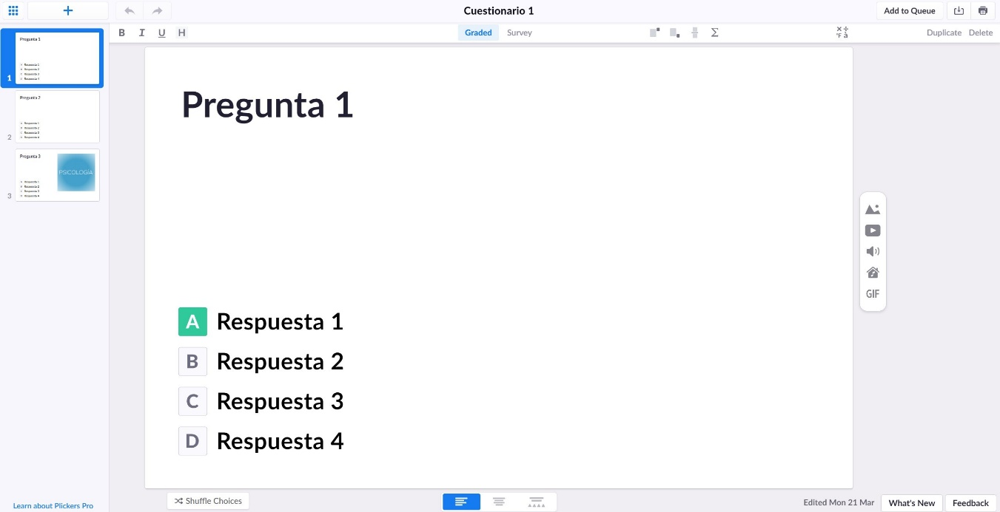 +
Cuestionario 1
Add to Queue
B I U H
Graded Survey
Σ
×÷
°F à
Duplicate Delete
Pregunta 1
A Respuesta 1
B Respuesta 2
C Respuesta 3
D Respuesta 4
1
Pregunta 2
A Respuesta 1
B Respuesta 2
C Respuesta 3
D Respuesta 4
2
Pregunta 3
PSICOLOGÍA
A Respuesta 1
B Respuesta 2
C Respuesta 3
D Respuesta 4
3
Learn about Plickers Pro
Pregunta 1
A Respuesta 1
B Respuesta 2
C Respuesta 3
D Respuesta 4
GIF
Shuffle Choices
Edited Mon 21 Mar
What's New
Feedback